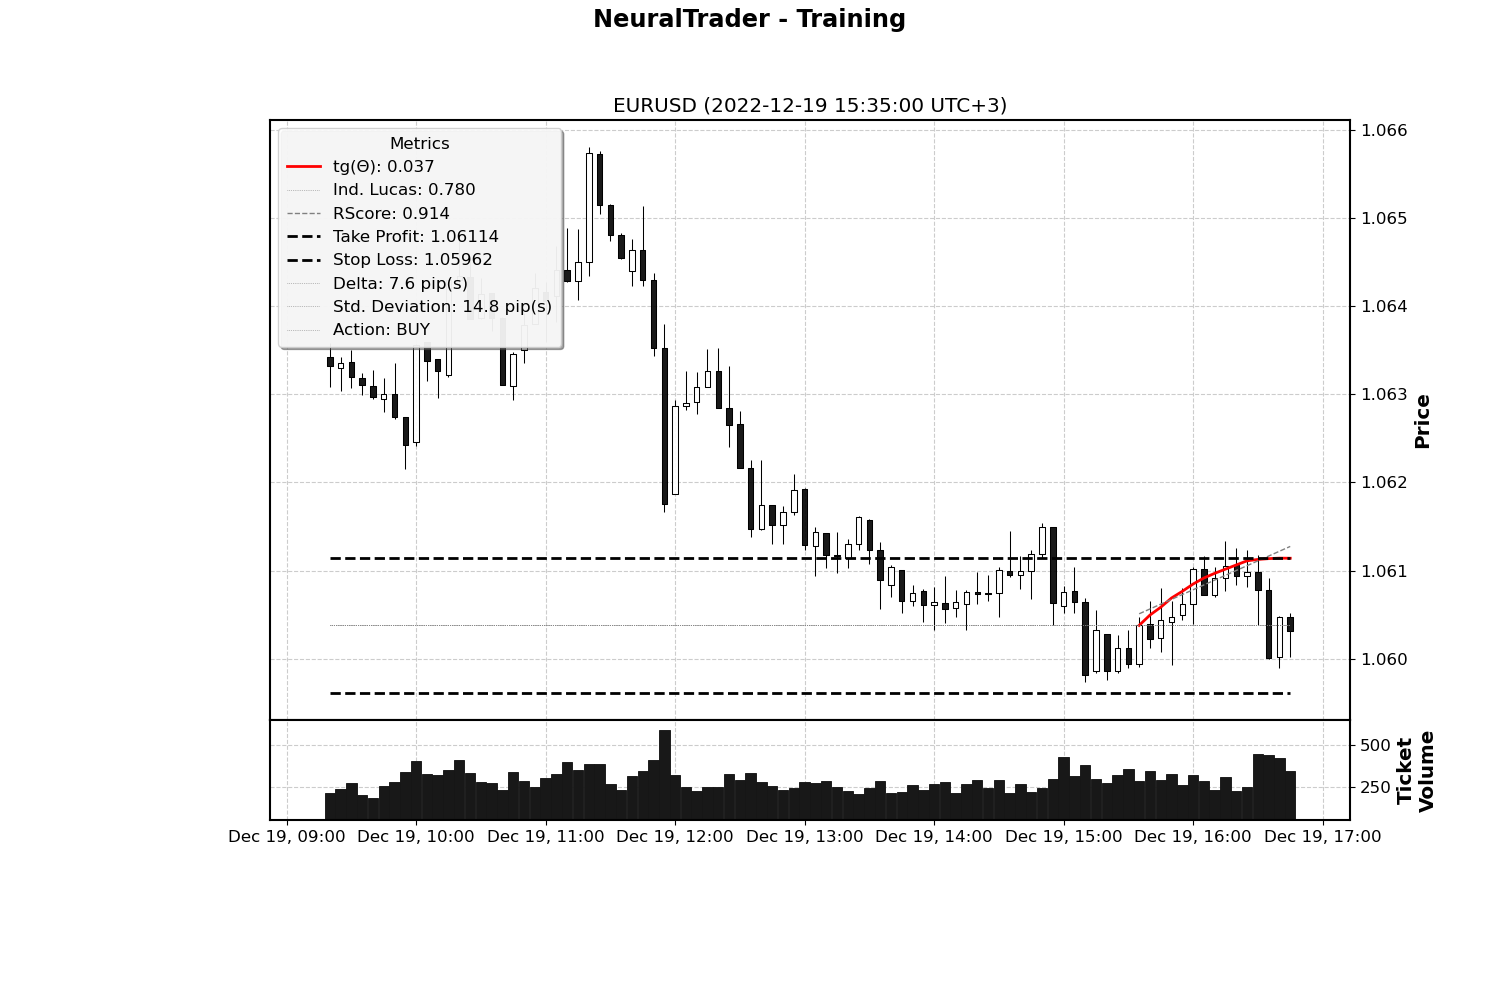 NeuralTrader - Training
EURUSD (2022-12-19 15:35:00 UTC+3)
Metrics
tg(Θ): 0.037
Ind. Lucas: 0.780
RScore: 0.914
Take Profit: 1.06114
Stop Loss: 1.05962
Delta: 7.6 pip(s)
Std. Deviation: 14.8 pip(s)
Action: BUY
1.066
1.065
1.064
1.063
1.062
1.061
1.060
Price
500
250
Ticket
Volume
Dec 19, 09:00 Dec 19, 10:00 Dec 19, 11:00 Dec 19, 12:00 Dec 19, 13:00 Dec 19, 14:00 Dec 19, 15:00 Dec 19, 16:00 Dec 19, 17:00